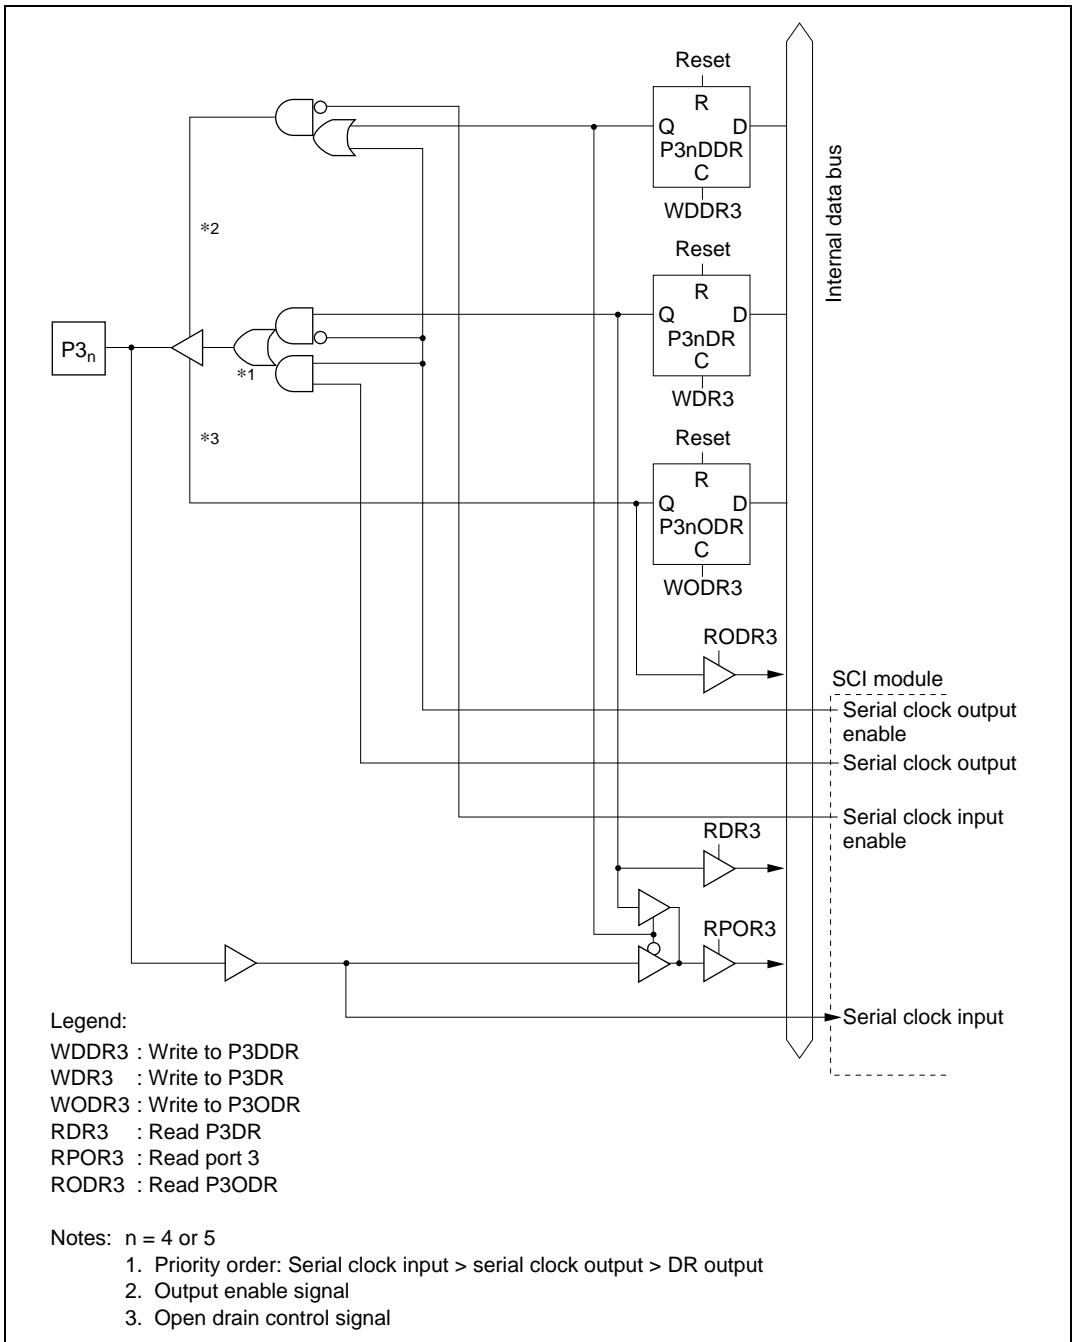 Reset
R
Q D
P3nDDR
C
WDDR3
Internal data bus
*2
Reset
R
Q D
P3nDR
C
WDR3
P3n
*1
*3
Reset
R
Q D
P3nODR
C
WODR3
RODR3
SCI module
Serial clock output
enable
Serial clock output
Serial clock input
enable
RDR3
RPOR3
Serial clock input
Legend:
WDDR3 : Write to P3DDR
WDR3 : Write to P3DR
WODR3 : Write to P3ODR
RDR3 : Read P3DR
RPOR3 : Read port 3
RODR3 : Read P3ODR
Notes: n = 4 or 5
1. Priority order: Serial clock input > serial clock output > DR output
2. Output enable signal
3. Open drain control signal